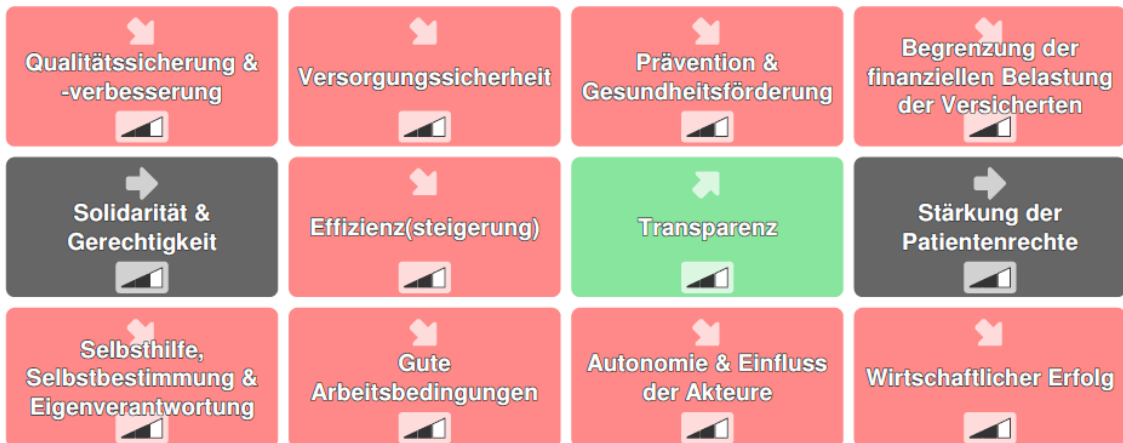 Qualitätssicherung &
-verbesserung
Versorgungssicherheit
Prävention &
Gesundheitsförderung
Begrenzung der
finanziellen Belastung
der Versicherten
Solidarität &
Gerechtigkeit
Effizienz(steigerung)
Transparenz
Stärkung der
Patientenrechte
Selbsthilfe,
Selbstbestimmung &
Eigenverantwortung
Gute
Arbeitsbedingungen
Autonomie & Einfluss
der Akteure
Wirtschaftlicher Erfolg